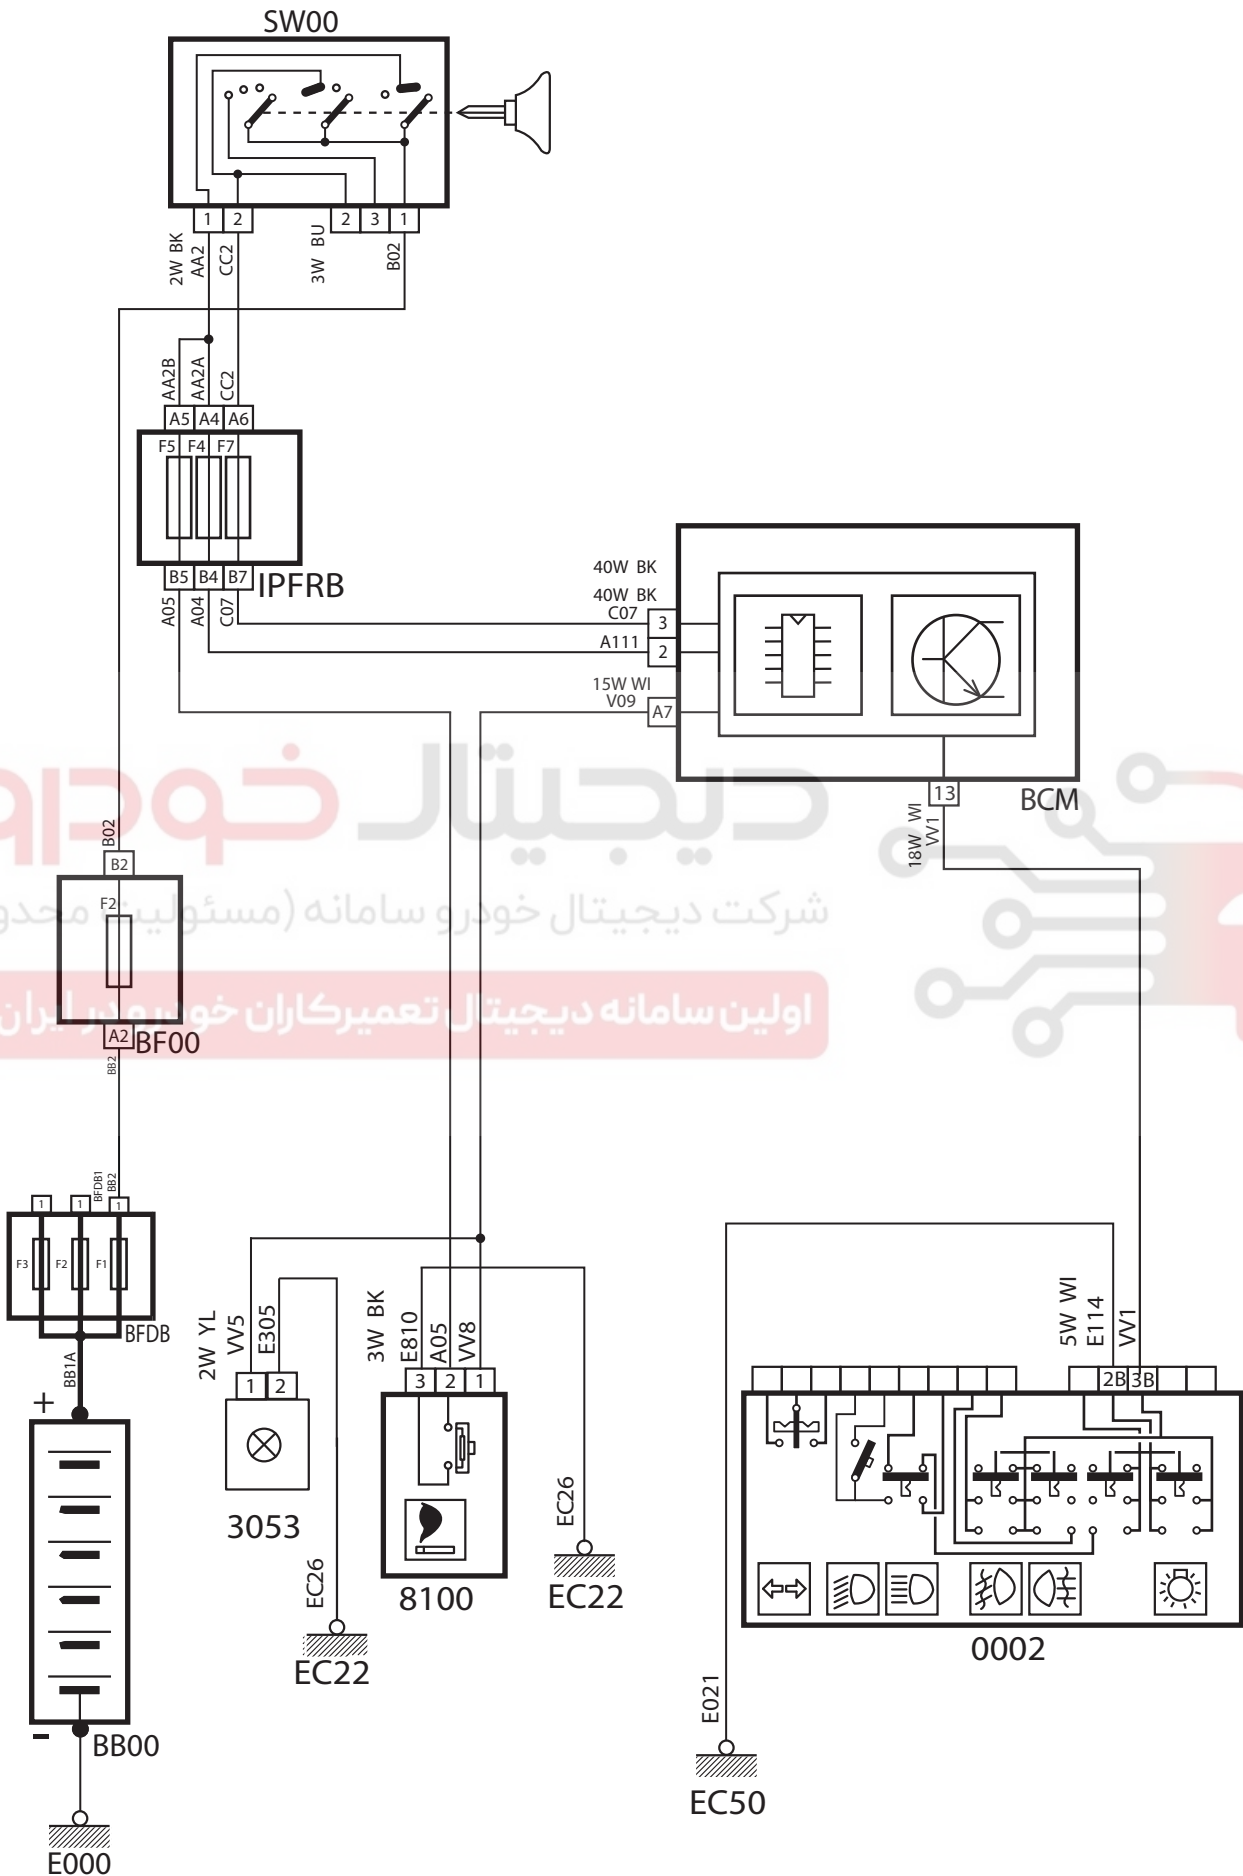 SW00
1 2 2 3 1
2W BK
AA2
CC2
3W BU
B02
AA2B
AA2A
CC2
A5 A4 A6
F5 F4 F7
B5 B4 B7
IPFRB
A05
A04
C07
40W BK
40W BK
C07
3
A111
2
15W WI
V09
A7
BCM
13
18W WI
VV1
دیجیتال خودرو
شرکت دیجیتال خودرو سامانه (مسئولیت محدو
اولین سامانه دیجیتال تعمیرکاران خودرو در ایران
B02
B2
F2
A2
BF00
BB2
BFDB1
BB2
1 1 1
F3 F2 F1
BFDB
BB1A
+
-
BB00
E000
2W YL
VV5
E305
1 2
3053
EC26
EC22
3W BK
E810
A05
VV8
3 2 1
8100
EC26
EC22
5W WI
E114
VV1
2B 3B
0002
E021
EC50